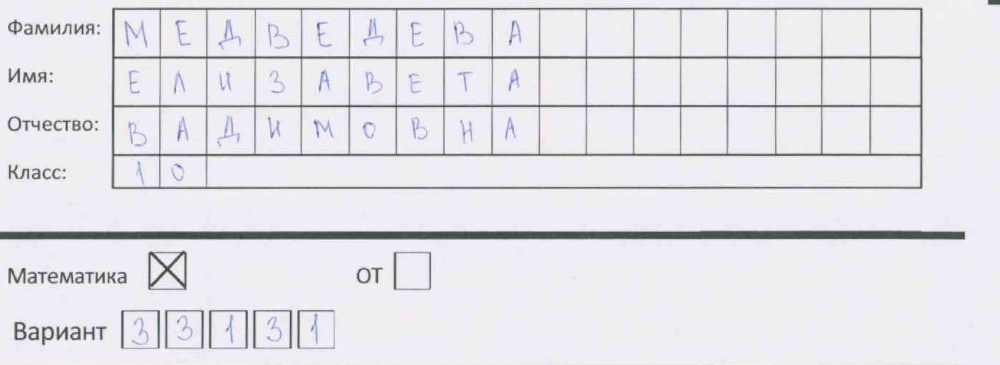 Фамилия: МЕДВЕДЕВА
Имя: ЕЛИЗАВЕТА
Отчество: ВАДИМОВНА
Класс: 10
Математика ☒ ОТ ☐
Вариант 33131